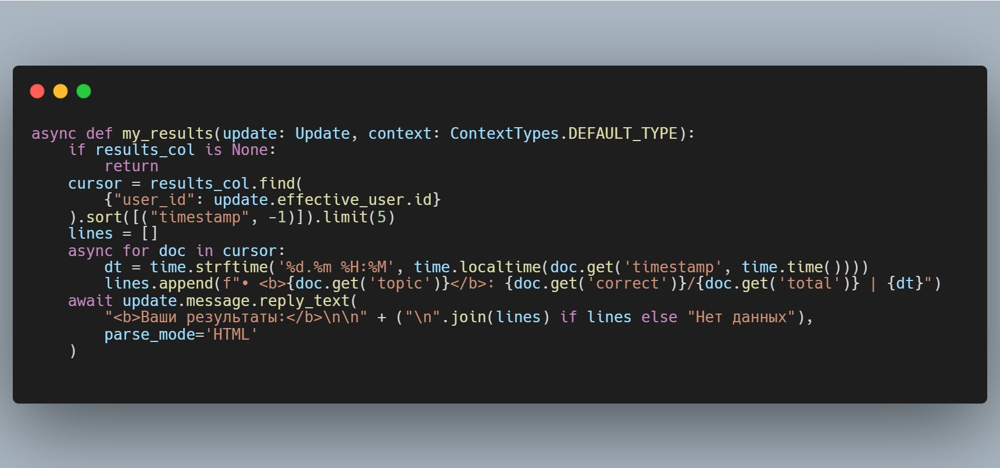 async def my_results(update: Update, context: ContextTypes.DEFAULT_TYPE):
    if results_col is None:
        return
    cursor = results_col.find(
        {"user_id": update.effective_user.id}
    ).sort([("timestamp", -1)]).limit(5)
    lines = []
    async for doc in cursor:
        dt = time.strftime('%d.%m %H:%M', time.localtime(doc.get('timestamp', time.time())))
        lines.append(f"• <b>{doc.get('topic')}</b>: {doc.get('correct')}/{doc.get('total')} | {dt}")
    await update.message.reply_text(
        "<b>Ваши результаты:</b>\n\n" + ("\n".join(lines) if lines else "Нет данных"),
        parse_mode='HTML'
    )